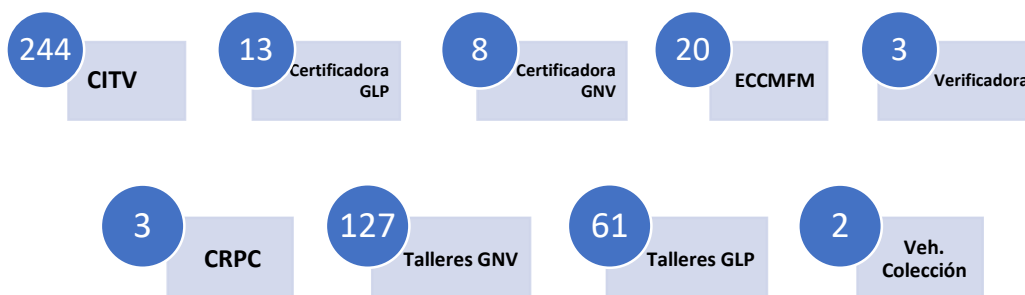 244
CITV
13
Certificadora
GLP
8
Certificadora
GNV
20
ECCMFM
3
Verificadora
3
CRPC
127
Talleres GNV
61
Talleres GLP
2
Veh.
Colección